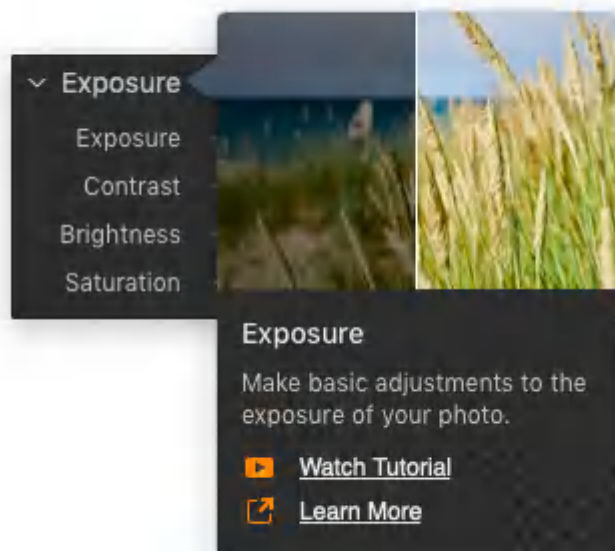 Exposure
Exposure
Contrast
Brightness
Saturation
Exposure
Make basic adjustments to the
exposure of your photo.
Watch Tutorial
Learn More